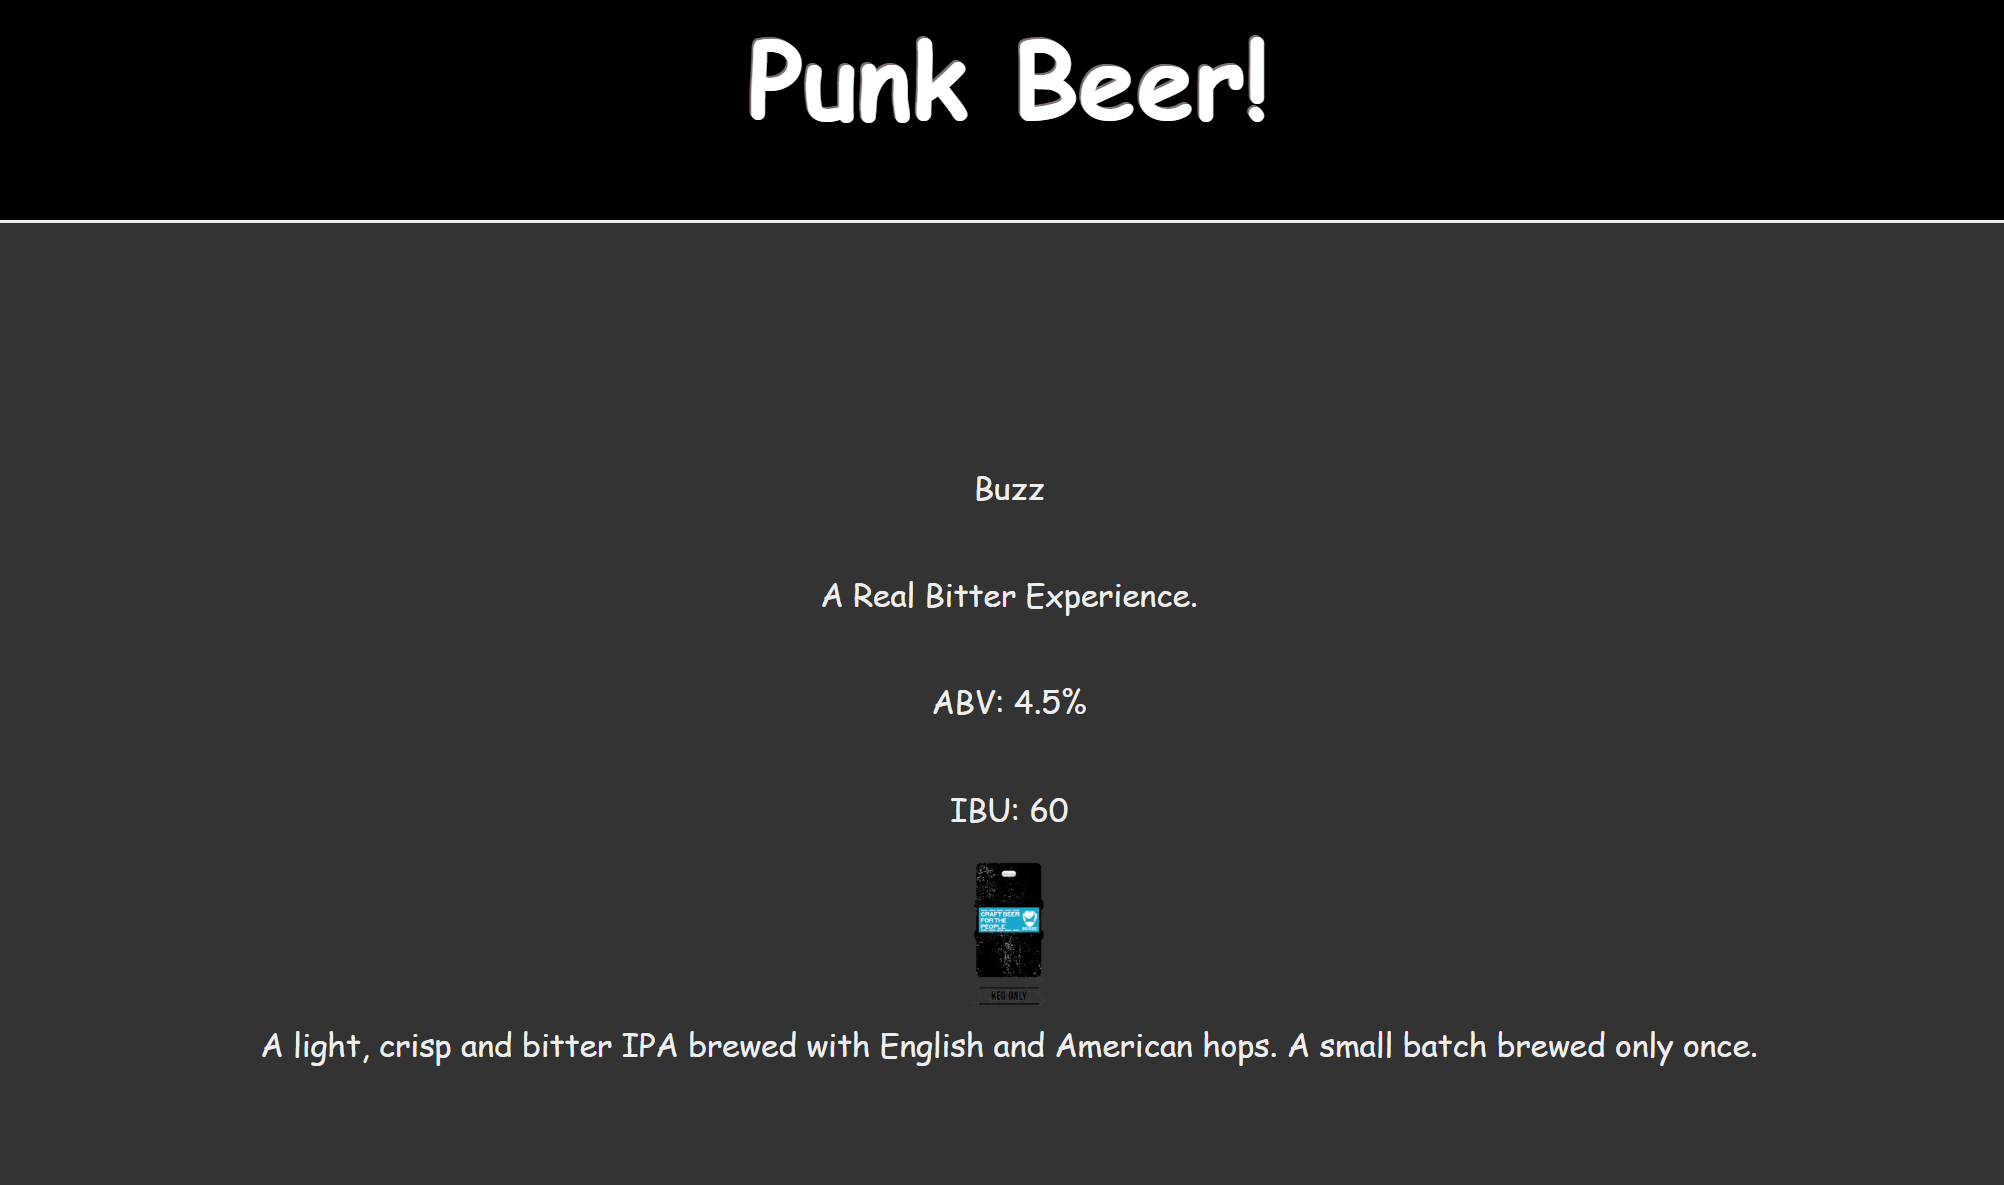 Punk Beer!
Buzz
A Real Bitter Experience.
ABV: 4.5%
IBU: 60
CRAFT BEER
FOR THE
PEOPLE
KEG ONLY
A light, crisp and bitter IPA brewed with English and American hops. A small batch brewed only once.